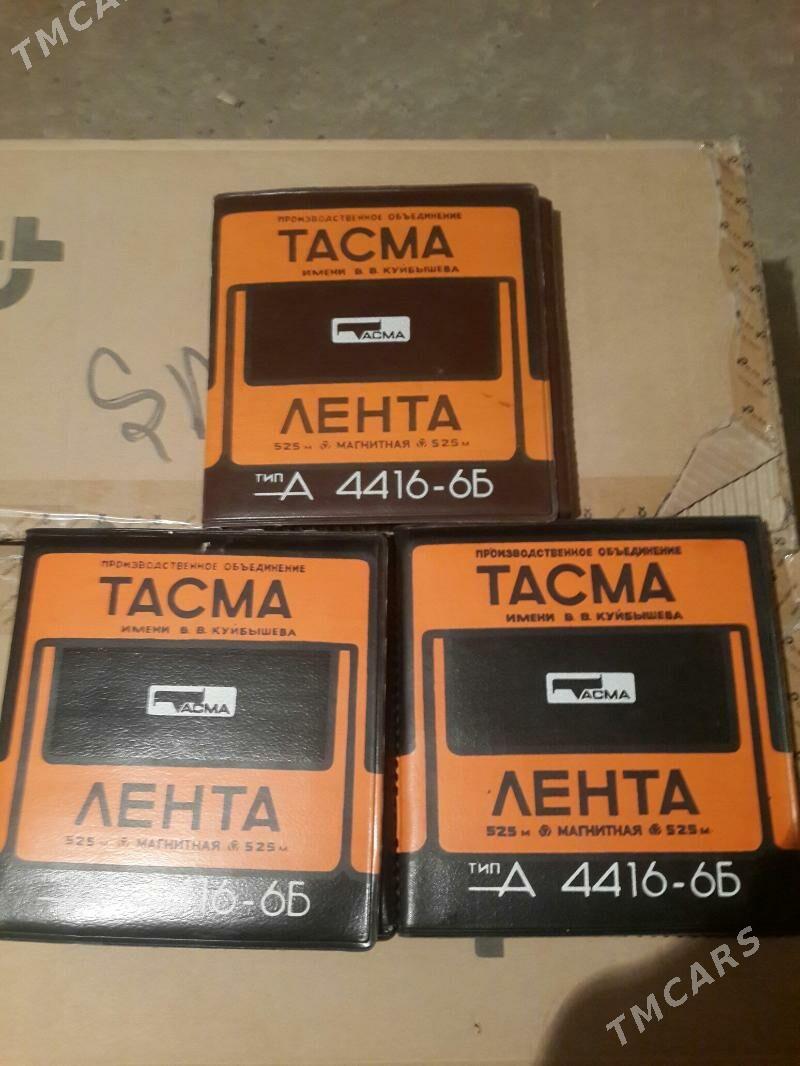 TMCARS
ПРОИЗВОДСТВЕННОЕ ОБЪЕДИНЕНИЕ
ТАСМА
ИМЕНИ В. В. КУЙБЫШЕВА
ТАСМА
ЛЕНТА
525 м МАГНИТНАЯ 525 м
ТИП А 4416-6Б
ПРОИЗВОДСТВЕННОЕ ОБЪЕДИНЕНИЕ
ТАСМА
ИМЕНИ В. В. КУЙБЫШЕВА
ТАСМА
ЛЕНТА
525 м МАГНИТНАЯ 525 м
16-6Б
ПРОИЗВОДСТВЕННОЕ ОБЪЕДИНЕНИЕ
ТАСМА
ИМЕНИ В. В. КУЙБЫШЕВА
ТАСМА
ЛЕНТА
525 м МАГНИТНАЯ 525 м
ТИП А 4416-6Б
TMCARS